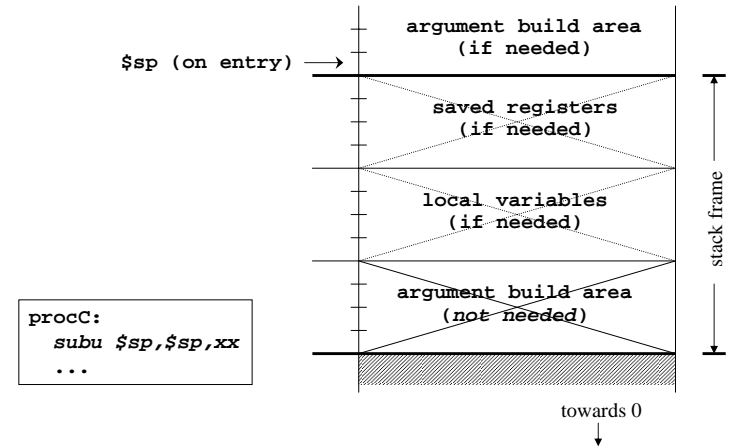 argument build area
(if needed)
$sp (on entry)
saved registers
(if needed)
local variables
(if needed)
stack frame
argument build area
(not needed)
procC:
subu $sp,$sp,xx
...
towards 0